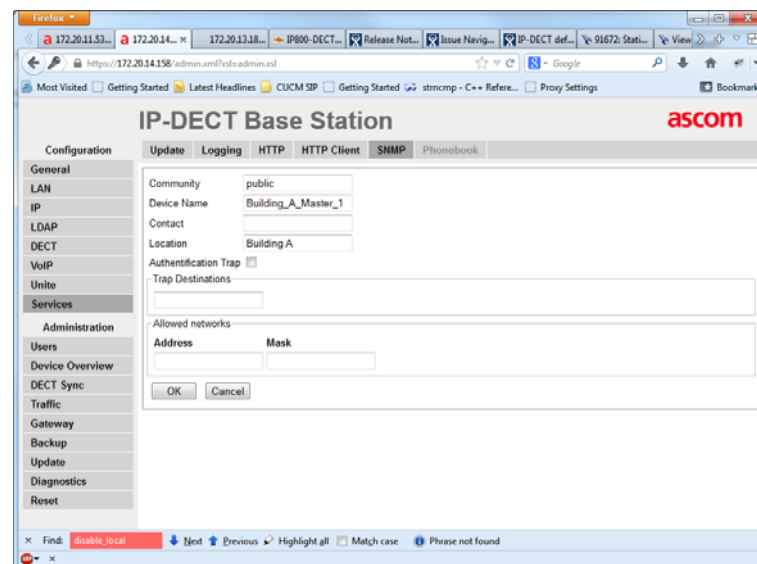 Firefox
172.20.11.53... 172.20.14... × 172.20.13.18... IP800-DECT... Release Not... Issue Navig... IP-DECT def... 91672: Stati... View
https://172.20.14.158/admin.xml?xsl=admin.xsl Google
Most Visited Getting Started Latest Headlines CUCM SIP Getting Started strncmp - C++ Refere... Proxy Settings Bookmark
IP-DECT Base Station
ascom
Configuration
Update Logging HTTP HTTP Client SNMP Phonebook
General
LAN
IP
LDAP
DECT
VoIP
Unite
Services
Administration
Users
Device Overview
DECT Sync
Traffic
Gateway
Backup
Update
Diagnostics
Reset
Community public
Device Name Building_A_Master_1
Contact
Location Building A
Authentification Trap
Trap Destinations
Allowed networks
Address Mask
OK Cancel
× Find: disable_local Next Previous Highlight all Match case Phrase not found
×